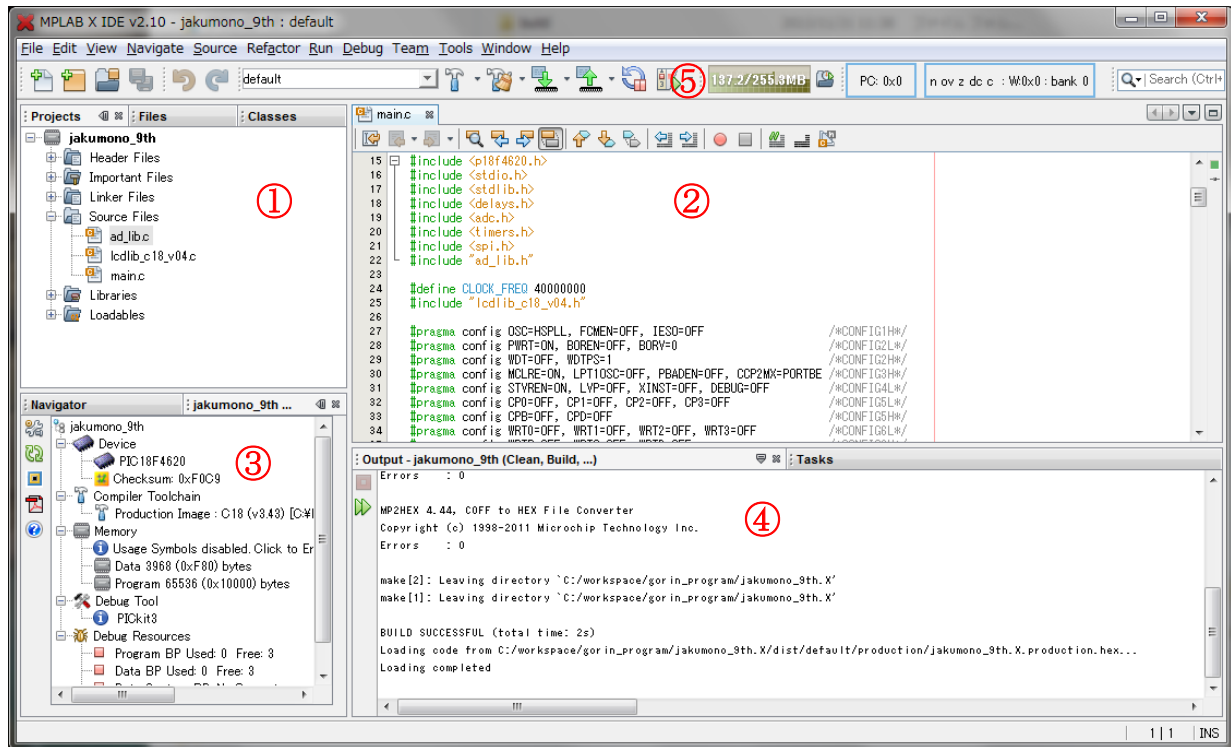 MPLAB X IDE v2.10 - jakumono_9th : default
File Edit View Navigate Source Refactor Run Debug Team Tools Window Help
default
⑤
137.2/255.3MB
PC: 0x0
n ov z dc c : W:0x0 : bank 0
Search (Ctrl+
Projects
Files
Classes
jakumono_9th
Header Files
Important Files
Linker Files
Source Files
ad_lib.c
lcdlib_c18_v04.c
main.c
Libraries
Loadables
①
main.c
②
15 #include <p18f4620.h>
16 #include <stdio.h>
17 #include <stdlib.h>
18 #include <delays.h>
19 #include <adc.h>
20 #include <timers.h>
21 #include <spi.h>
22 #include "ad_lib.h"
23
24 #define CLOCK_FREQ 40000000
25 #include "lcdlib_c18_v04.h"
26
27 #pragma config OSC=HSPLL, FCMEN=OFF, IESO=OFF /*CONFIG1H*/
28 #pragma config PWRT=ON, BOREN=OFF, BORV=0 /*CONFIG2L*/
29 #pragma config WDT=OFF, WDTPS=1 /*CONFIG2H*/
30 #pragma config MCLRE=ON, LPT1OSC=OFF, PBADEN=OFF, CCP2MX=PORTBE /*CONFIG3H*/
31 #pragma config STVREN=ON, LVP=OFF, XINST=OFF, DEBUG=OFF /*CONFIG4L*/
32 #pragma config CP0=OFF, CP1=OFF, CP2=OFF, CP3=OFF /*CONFIG5L*/
33 #pragma config CPB=OFF, CPD=OFF /*CONFIG5H*/
34 #pragma config WRT0=OFF, WRT1=OFF, WRT2=OFF, WRT3=OFF /*CONFIG6L*/
Navigator
jakumono_9th ...
jakumono_9th
Device
PIC18F4620
Checksum: 0xF0C9
Compiler Toolchain
Production Image : C18 (v3.43) [C:¥
Memory
Usage Symbols disabled. Click to Er
Data 3968 (0xF80) bytes
Program 65536 (0x10000) bytes
Debug Tool
PICkit3
Debug Resources
Program BP Used: 0 Free: 3
Data BP Used: 0 Free: 3
③
Output - jakumono_9th (Clean, Build, ...)
Tasks
Errors : 0
MP2HEX 4.44, COFF to HEX File Converter
Copyright (c) 1998-2011 Microchip Technology Inc.
Errors : 0
make[2]: Leaving directory `C:/workspace/gorin_program/jakumono_9th.X'
make[1]: Leaving directory `C:/workspace/gorin_program/jakumono_9th.X'
BUILD SUCCESSFUL (total time: 2s)
Loading code from C:/workspace/gorin_program/jakumono_9th.X/dist/default/production/jakumono_9th.X.production.hex...
Loading completed
④
1 | 1
INS